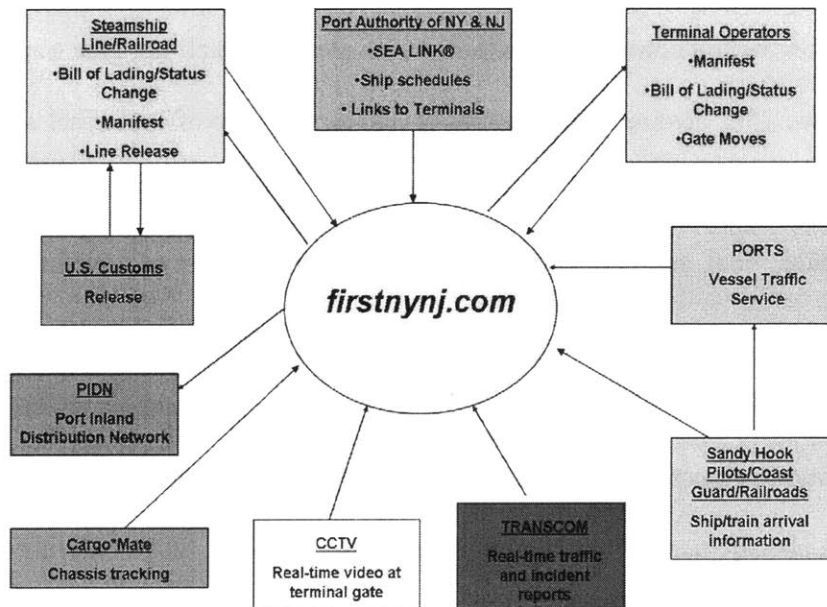 Steamship
Line/Railroad
•Bill of Lading/Status
Change
•Manifest
•Line Release
Port Authority of NY & NJ
•SEA LINK®
•Ship schedules
•Links to Terminals
Terminal Operators
•Manifest
•Bill of Lading/Status
Change
•Gate Moves
U.S. Customs
Release
firstnynj.com
PORTS
Vessel Traffic
Service
PIDN
Port Inland
Distribution Network
Cargo*Mate
Chassis tracking
CCTV
Real-time video at
terminal gate
TRANSCOM
Real-time traffic
and incident
reports
Sandy Hook
Pilots/Coast
Guard/Railroads
Ship/train arrival
information